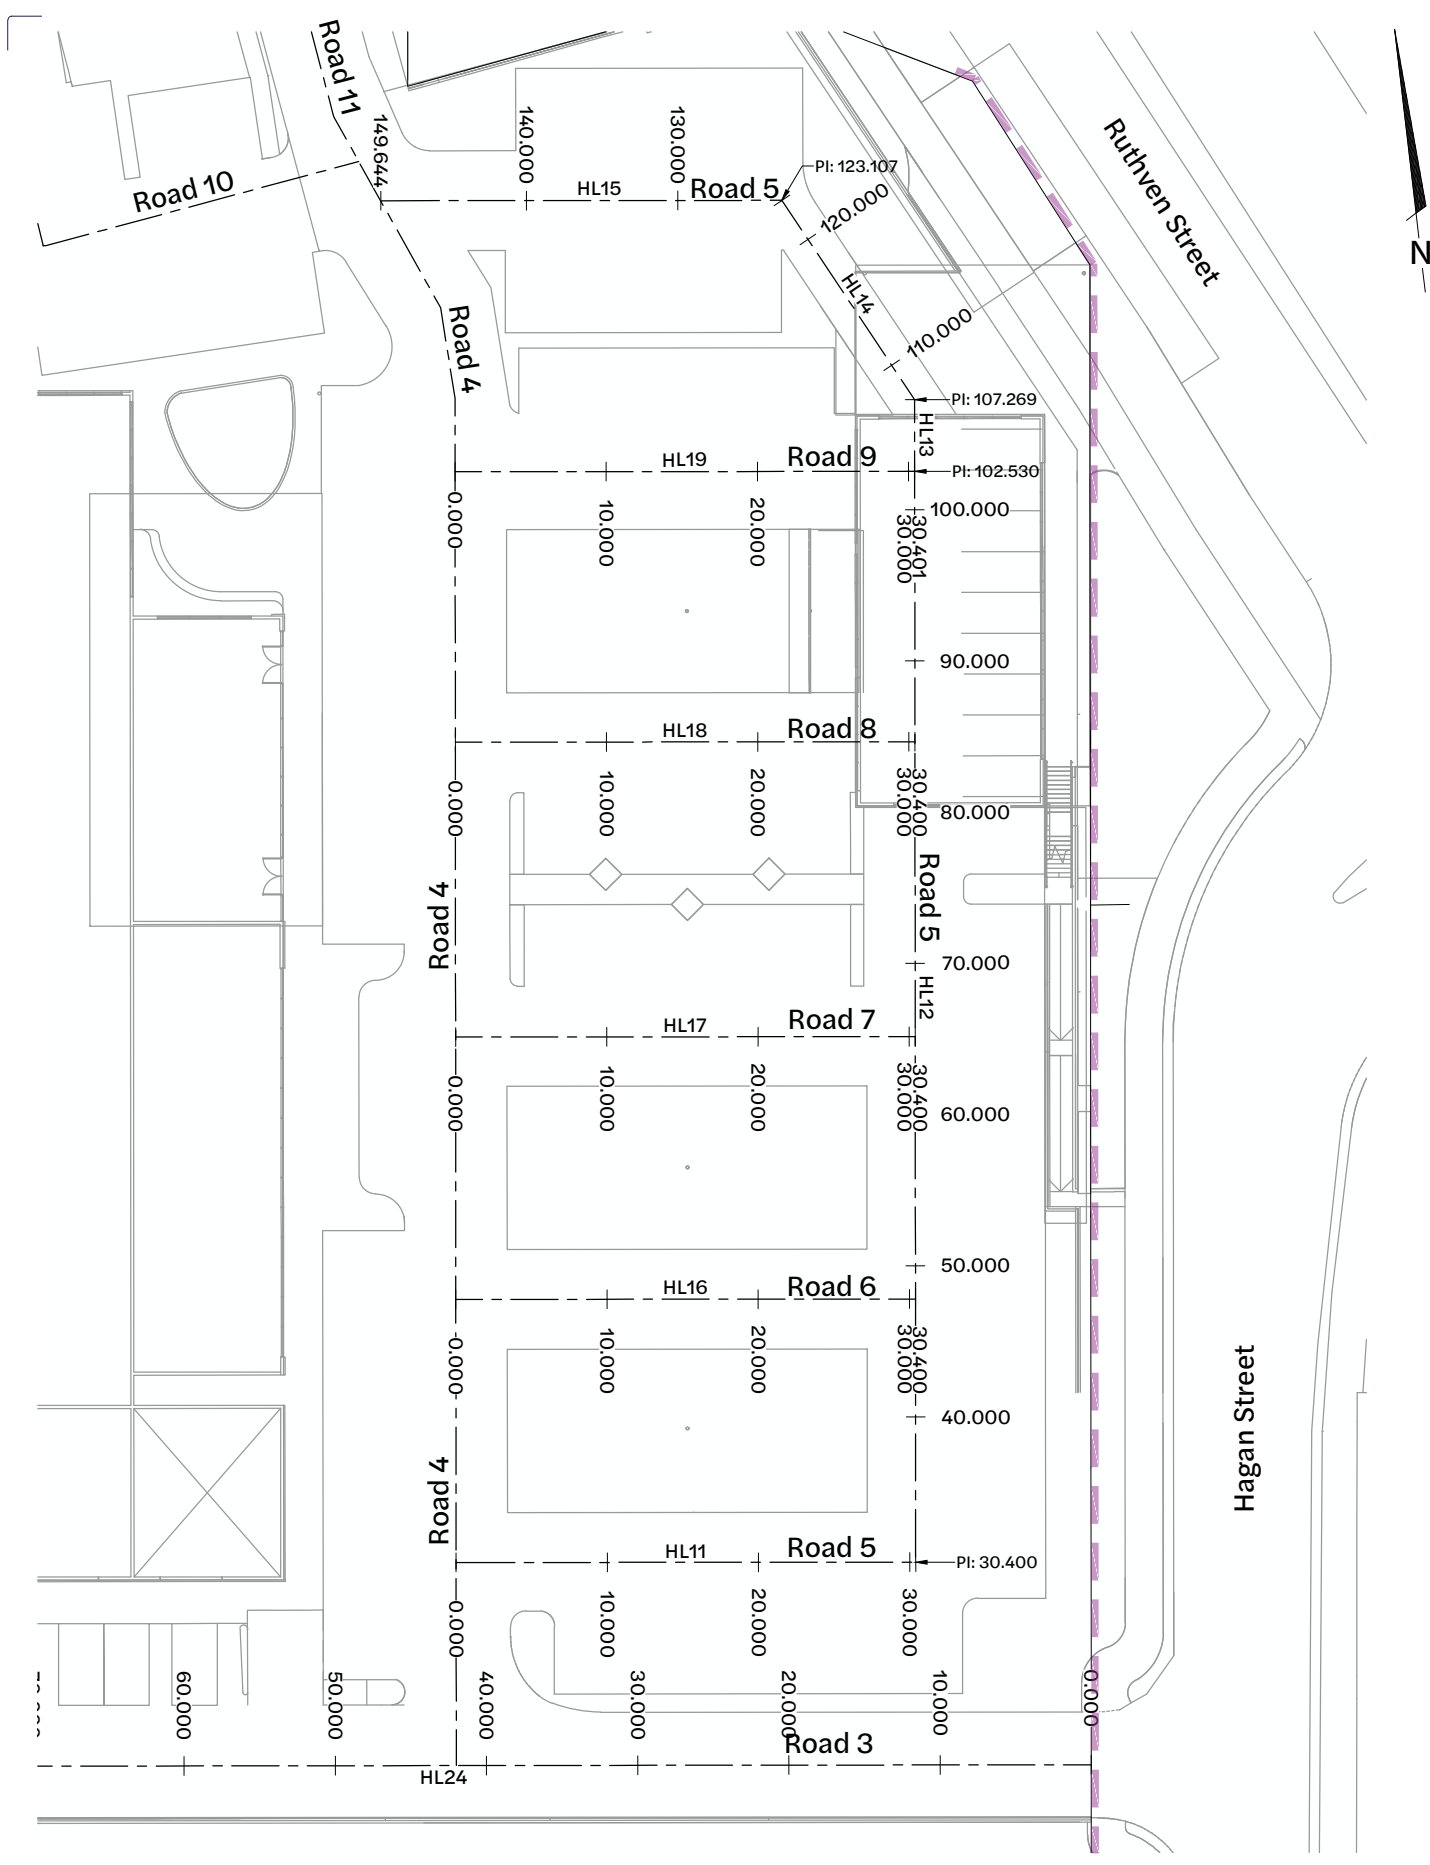 Road 11
149.644
140.000
130.000
PI: 123.107
Ruthven Street
Road 10
HL15
Road 5
120.000
N
HL14
110.000
Road 4
PI: 107.269
HL13
HL19
Road 9
PI: 102.530
0.000
10.000
20.000
30.000
30.401
100.000
90.000
HL18
Road 8
0.000
10.000
20.000
30.000
30.400
80.000
Road 4
Road 5
70.000
HL12
HL17
Road 7
0.000
10.000
20.000
30.000
30.400
60.000
50.000
HL16
Road 6
0.000
10.000
20.000
30.000
30.400
40.000
Hagan Street
Road 4
HL11
Road 5
PI: 30.400
0.000
10.000
20.000
30.000
60.000
50.000
40.000
30.000
20.000
10.000
0.000
Road 3
HL24